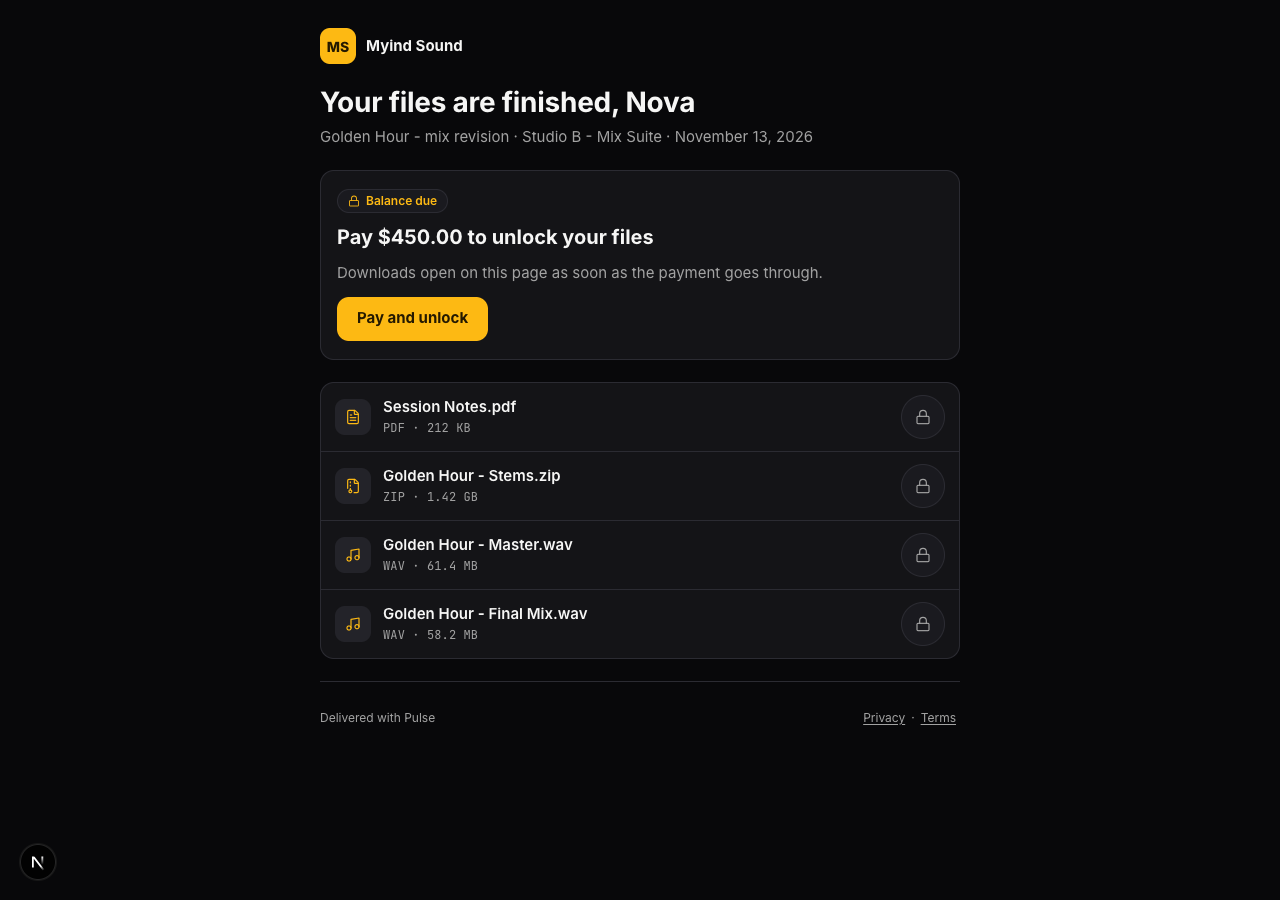 MS
Myind Sound
Your files are finished, Nova
Golden Hour - mix revision · Studio B - Mix Suite · November 13, 2026
Balance due
Pay $450.00 to unlock your files
Downloads open on this page as soon as the payment goes through.
Pay and unlock
Session Notes.pdf
PDF · 212 KB
Golden Hour - Stems.zip
ZIP · 1.42 GB
Golden Hour - Master.wav
WAV · 61.4 MB
Golden Hour - Final Mix.wav
WAV · 58.2 MB
Delivered with Pulse
Privacy · Terms
N